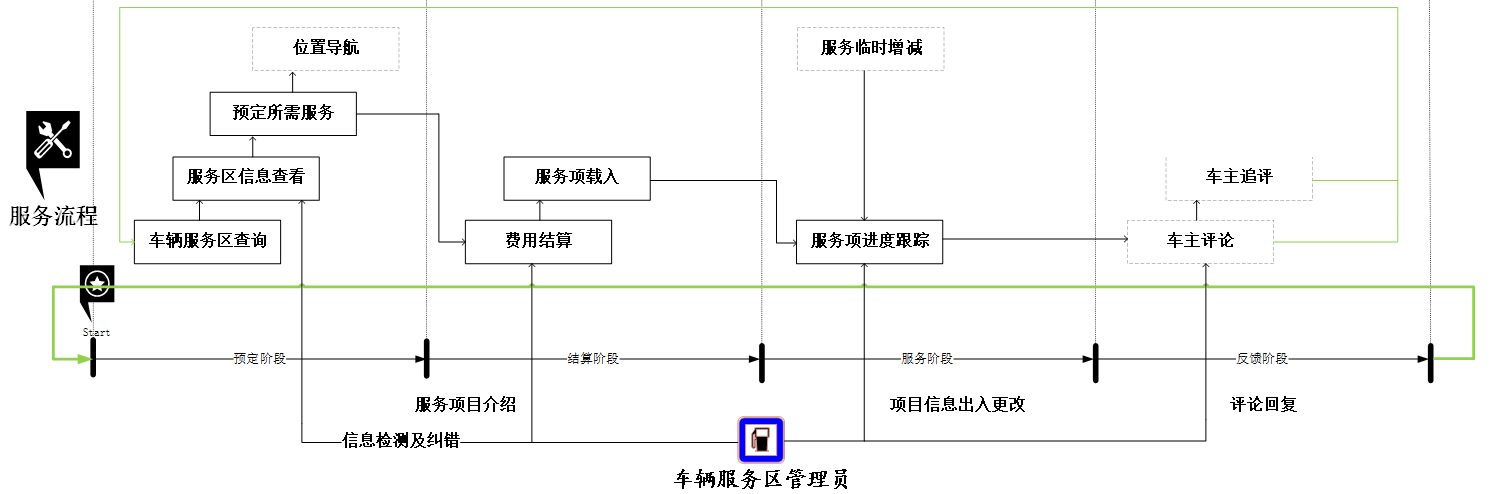 位置导航
服务临时增减
预定所需服务
服务区信息查看
服务项载入
车主追评
服务流程
车辆服务区查询
费用结算
服务项进度跟踪
车主评论
Start
预定阶段
结算阶段
服务阶段
反馈阶段
服务项目介绍
项目信息出入更改
评论回复
信息检测及纠错
车辆服务区管理员